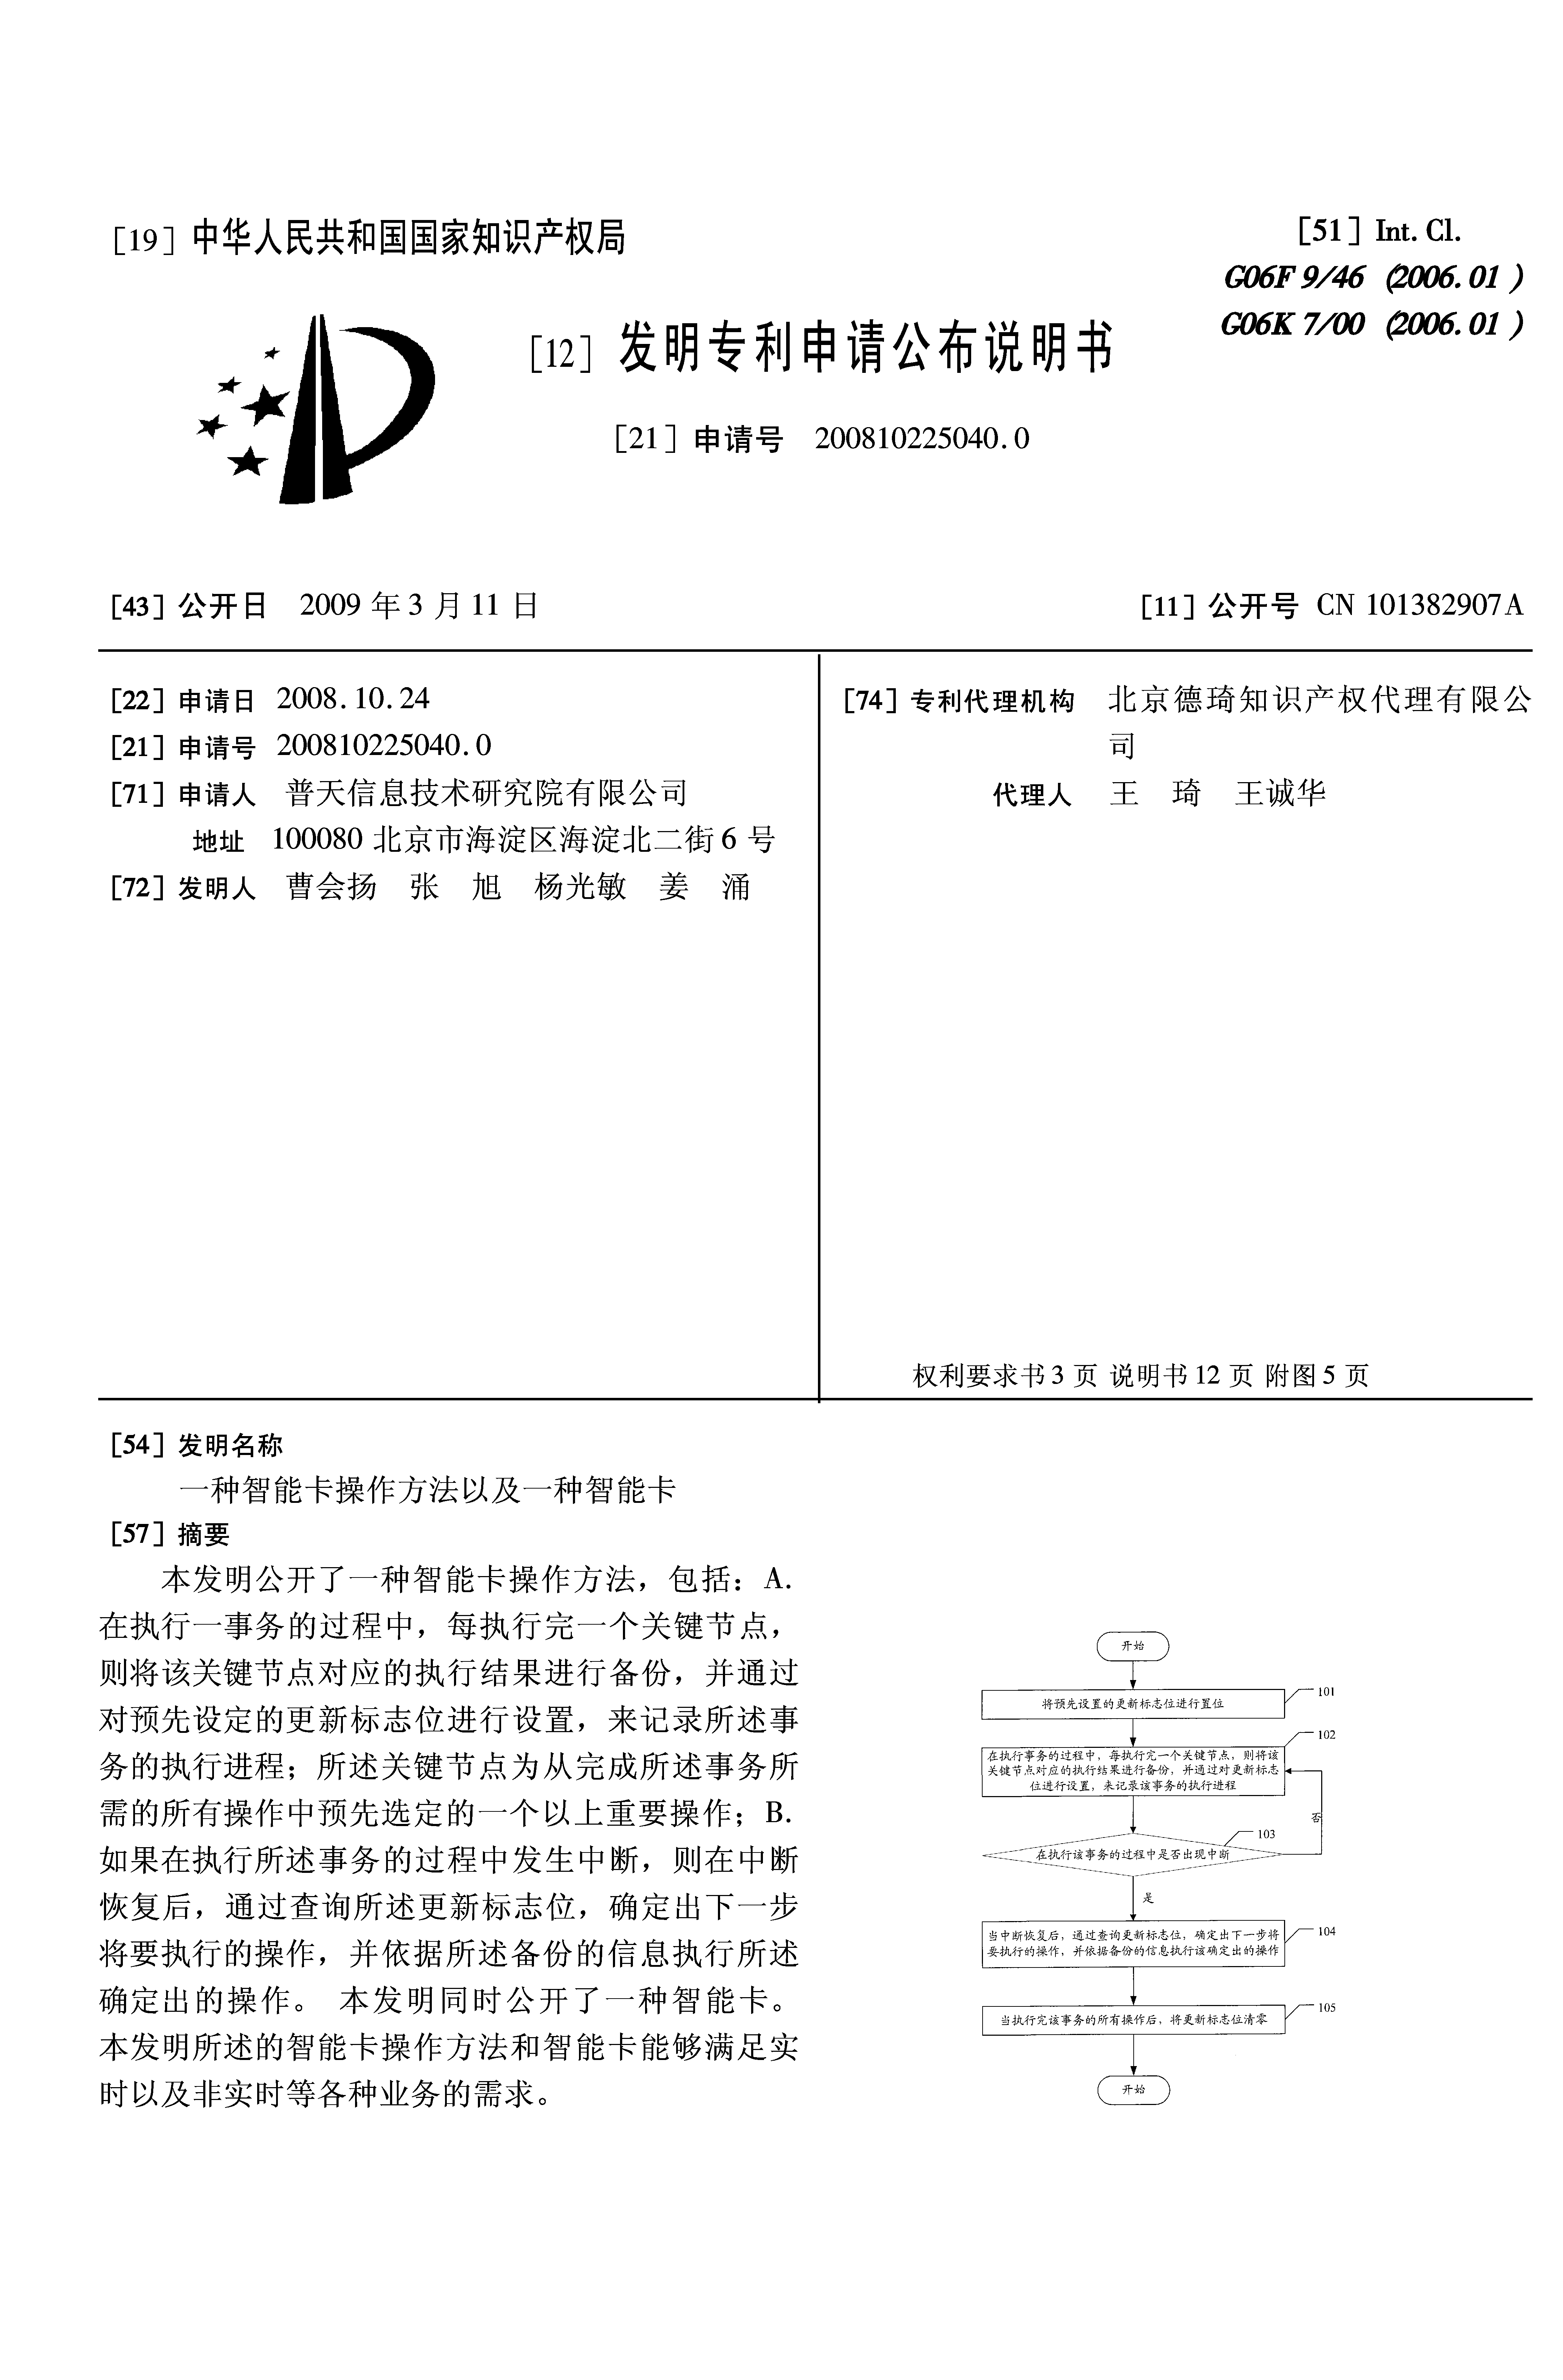 [19] 中华人民共和国国家知识产权局
[51] Int. Cl.
G06F 9/46 (2006.01)
G06K 7/00 (2006.01)
[12] 发明专利申请公布说明书
[21] 申请号 200810225040.0
[43] 公开日 2009 年 3 月 11 日
[11] 公开号 CN 101382907A
[22] 申请日 2008.10.24
[21] 申请号 200810225040.0
[71] 申请人 普天信息技术研究院有限公司
地址 100080 北京市海淀区海淀北二街 6 号
[72] 发明人 曹会扬 张 旭 杨光敏 姜 涌
[74] 专利代理机构 北京德琦知识产权代理有限公
司
代理人 王 琦 王诚华
权利要求书 3 页 说明书 12 页 附图 5 页
[54] 发明名称
一种智能卡操作方法以及一种智能卡
[57] 摘要
本发明公开了一种智能卡操作方法，包括：A.
在执行一事务的过程中，每执行完一个关键节点，
则将该关键节点对应的执行结果进行备份，并通过
对预先设定的更新标志位进行设置，来记录所述事
务的执行进程；所述关键节点为从完成所述事务所
需的所有操作中预先选定的一个以上重要操作；B.
如果在执行所述事务的过程中发生中断，则在中断
恢复后，通过查询所述更新标志位，确定出下一步
将要执行的操作，并依据所述备份的信息执行所述
确定出的操作。 本发明同时公开了一种智能卡。
本发明所述的智能卡操作方法和智能卡能够满足实
时以及非实时等各种业务的需求。
开始
将预先设置的更新标志位进行置位
101
102
在执行事务的过程中，每执行完一个关键节点，则将该
关键节点对应的执行结果进行备份，并通过对更新标志
位进行设置，来记录该事务的执行进程
否
103
在执行该事务的过程中是否出现中断
是
104
当中断恢复后，通过查询更新标志位，确定出下一步将
要执行的操作，并依据备份的信息执行该确定出的操作
105
当执行完该事务的所有操作后，将更新标志位清零
开始